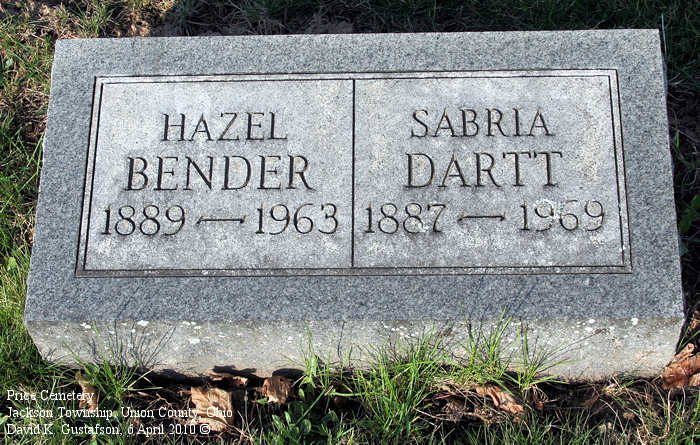 HAZEL
BENDER
1889 — 1963
SABRIA
DARTT
1887 — 1969
Price Cemetery
Jackson Township, Union County, Ohio
David K. Gustafson, 6 April 2010 ©